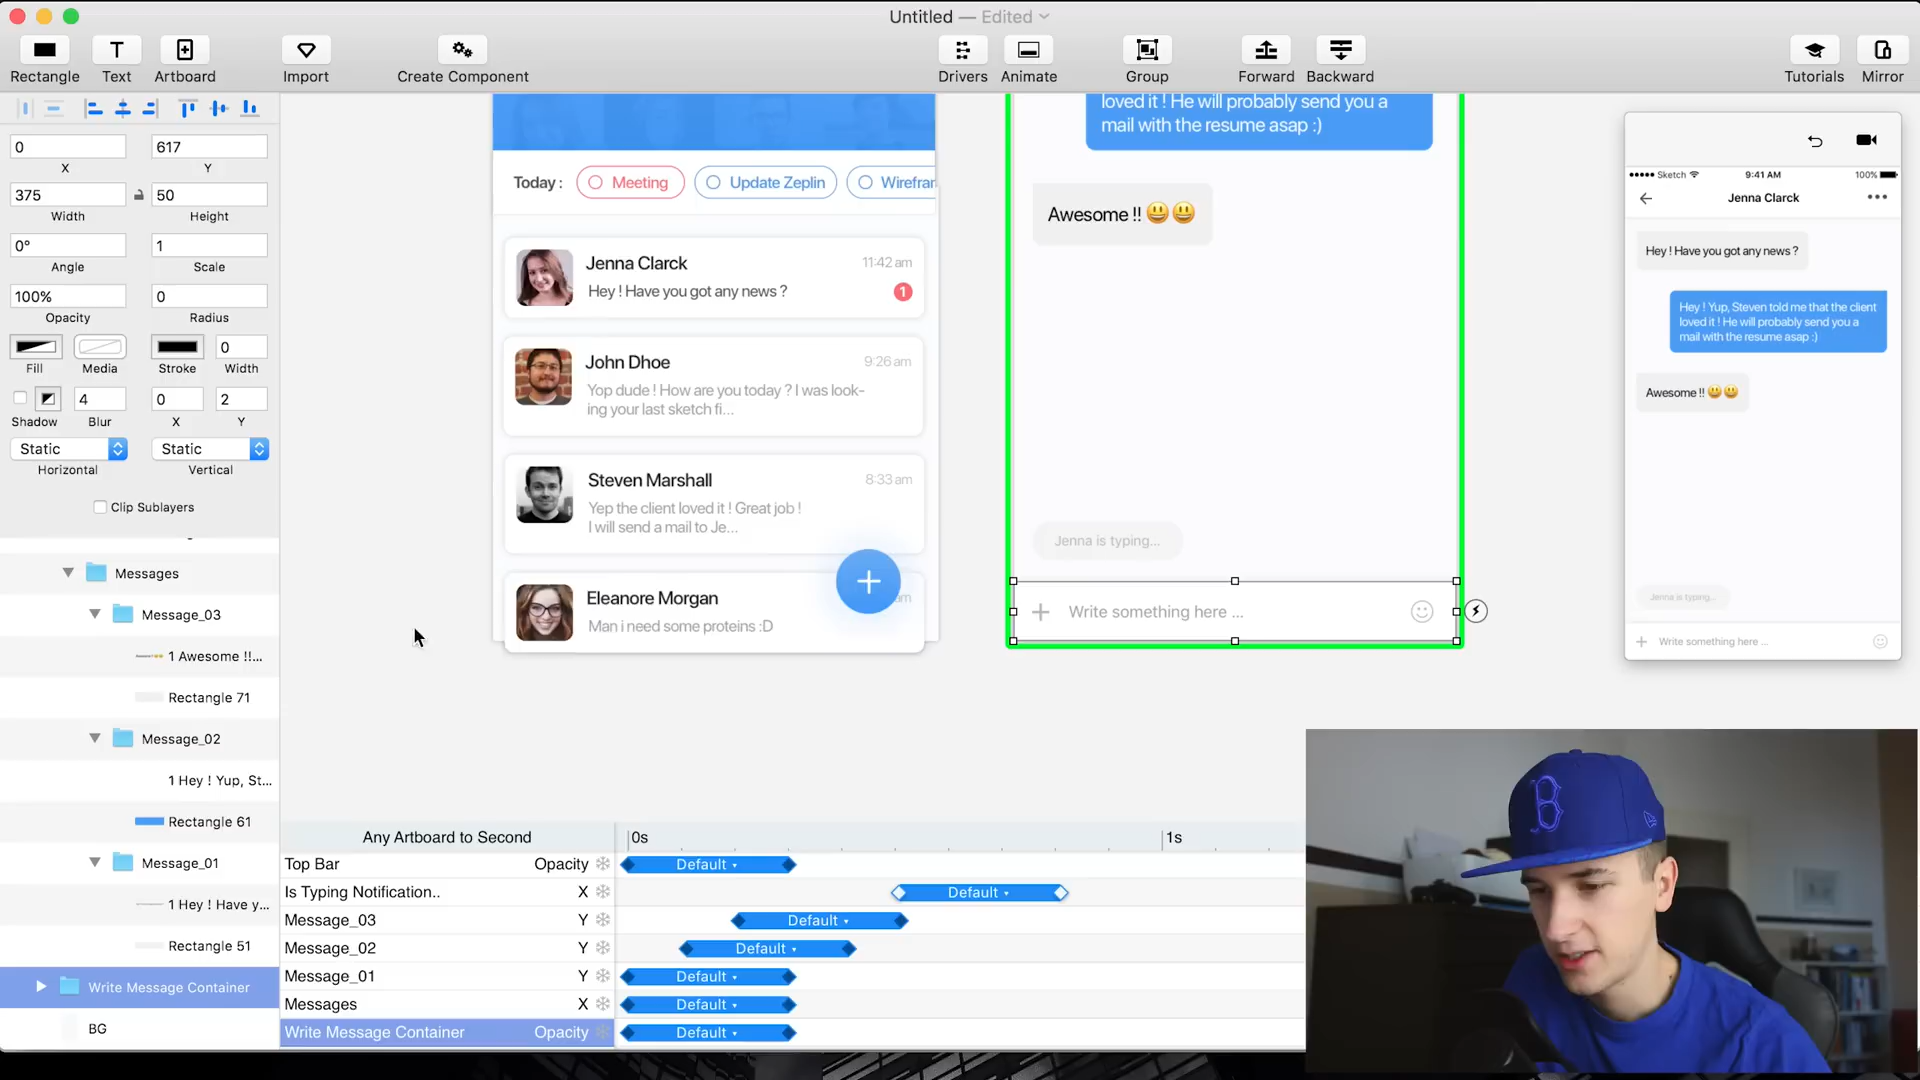 Untitled — Edited
Rectangle Text Artboard Import Create Component Drivers Animate Group Forward Backward Tutorials Mirror
0 617
X Y
375 50
Width Height
0° 1
Angle Scale
100% 0
Opacity Radius
0
Fill Media Stroke Width
4 0 2
Shadow Blur X Y
Static Static
Horizontal Vertical
Clip Sublayers
Messages
Message_03
1 Awesome !!...
Rectangle 71
Message_02
1 Hey ! Yup, St...
Rectangle 61
Message_01
1 Hey ! Have y...
Rectangle 51
Write Message Container
BG
Today : Meeting Update Zeplin Wirefrar
Jenna Clarck 11:42 am
Hey ! Have you got any news ? 1
John Dhoe 9:26 am
Yop dude ! How are you today ? I was look-
ing your last sketch fi...
Steven Marshall 8:33 am
Yep the client loved it ! Great job !
I will send a mail to Je...
Eleanore Morgan am
Man i need some proteins :D
loved it ! He will probably send you a
mail with the resume asap :)
Awesome !! 😃😃
Jenna is typing...
Write something here ...
Sketch 9:41 AM 100%
Jenna Clarck
Hey ! Have you got any news ?
Hey ! Yup, Steven told me that the client
loved it ! He will probably send you a
mail with the resume asap :)
Awesome !! 😃😃
Jenna is typing...
Write something here ...
Any Artboard to Second 0s 1s
Top Bar Opacity Default
Is Typing Notification.. X Default
Message_03 Y Default
Message_02 Y Default
Message_01 Y Default
Messages X Default
Write Message Container Opacity Default
B